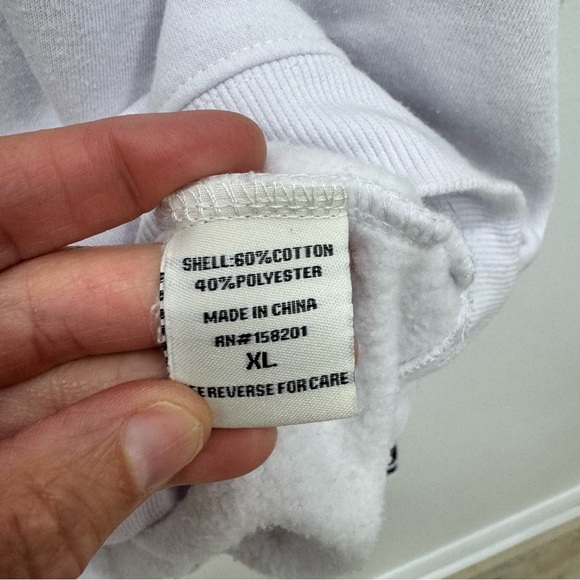 SHELL:60%COTTON
40%POLYESTER
MADE IN CHINA
RN#158201
XL
REVERSE FOR CARE